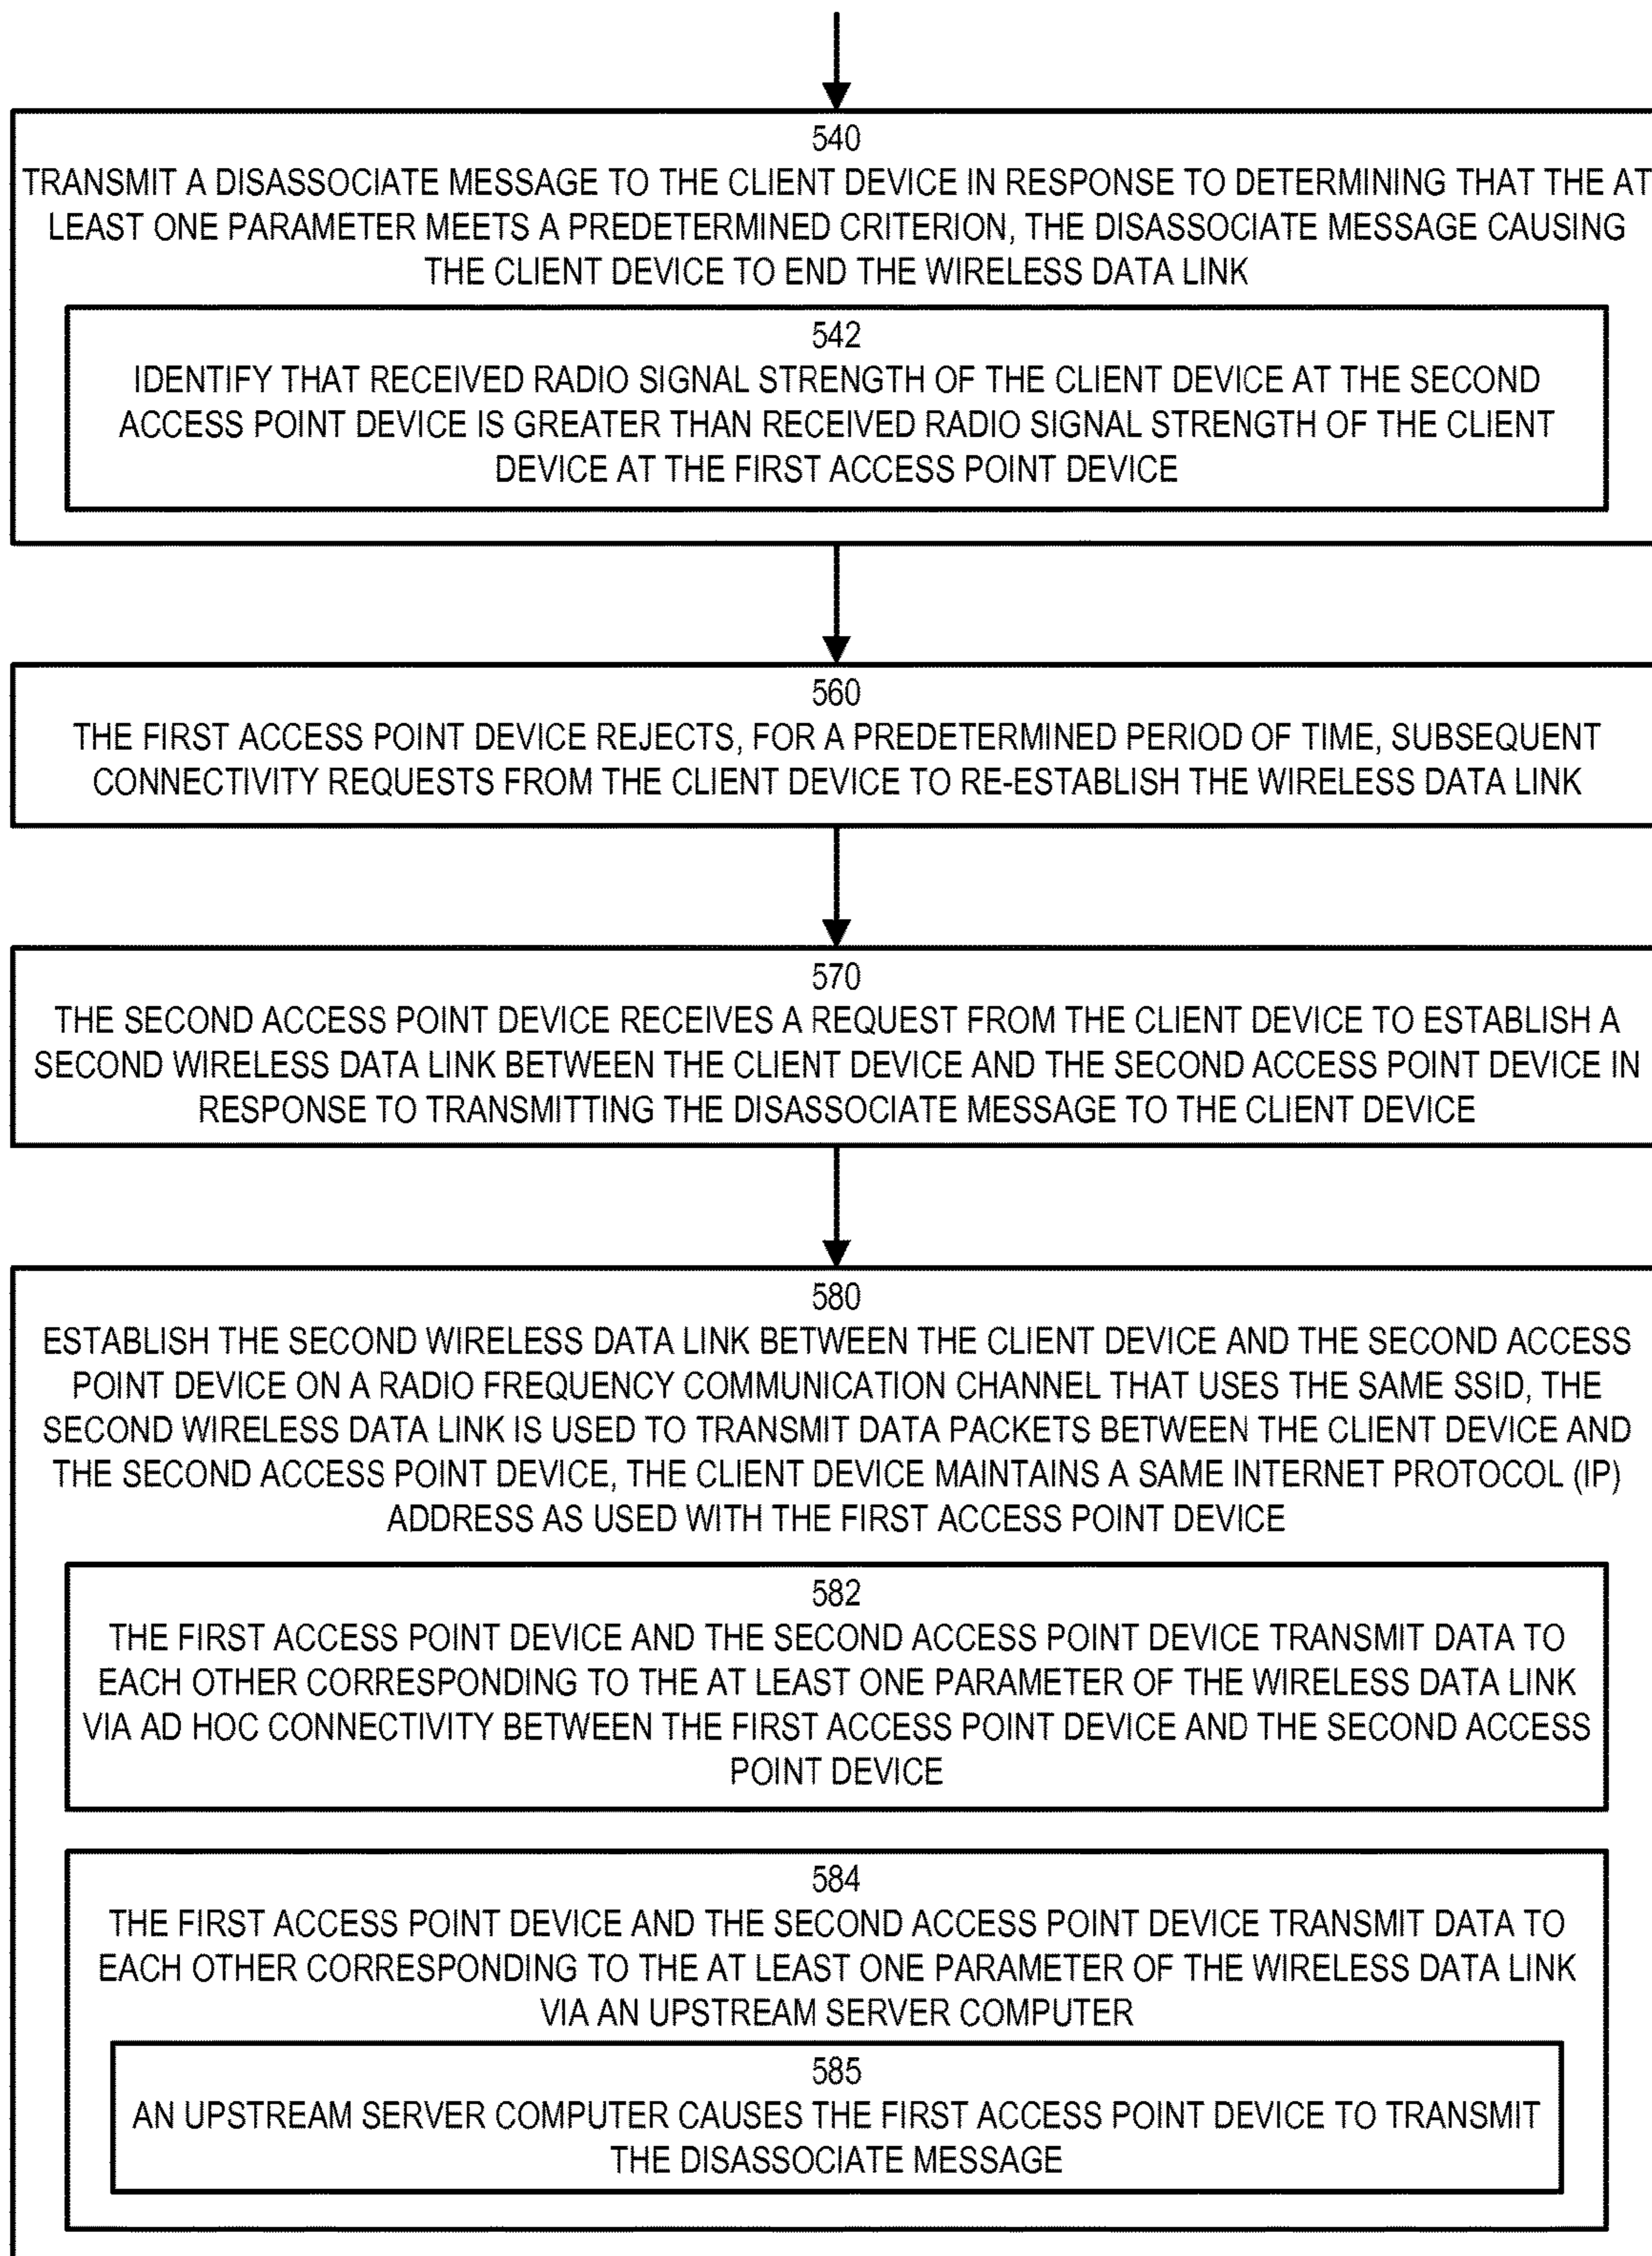 540
TRANSMIT A DISASSOCIATE MESSAGE TO THE CLIENT DEVICE IN RESPONSE TO DETERMINING THAT THE AT
LEAST ONE PARAMETER MEETS A PREDETERMINED CRITERION, THE DISASSOCIATE MESSAGE CAUSING
THE CLIENT DEVICE TO END THE WIRELESS DATA LINK
542
IDENTIFY THAT RECEIVED RADIO SIGNAL STRENGTH OF THE CLIENT DEVICE AT THE SECOND
ACCESS POINT DEVICE IS GREATER THAN RECEIVED RADIO SIGNAL STRENGTH OF THE CLIENT
DEVICE AT THE FIRST ACCESS POINT DEVICE
560
THE FIRST ACCESS POINT DEVICE REJECTS, FOR A PREDETERMINED PERIOD OF TIME, SUBSEQUENT
CONNECTIVITY REQUESTS FROM THE CLIENT DEVICE TO RE-ESTABLISH THE WIRELESS DATA LINK
570
THE SECOND ACCESS POINT DEVICE RECEIVES A REQUEST FROM THE CLIENT DEVICE TO ESTABLISH A
SECOND WIRELESS DATA LINK BETWEEN THE CLIENT DEVICE AND THE SECOND ACCESS POINT DEVICE IN
RESPONSE TO TRANSMITTING THE DISASSOCIATE MESSAGE TO THE CLIENT DEVICE
580
ESTABLISH THE SECOND WIRELESS DATA LINK BETWEEN THE CLIENT DEVICE AND THE SECOND ACCESS
POINT DEVICE ON A RADIO FREQUENCY COMMUNICATION CHANNEL THAT USES THE SAME SSID, THE
SECOND WIRELESS DATA LINK IS USED TO TRANSMIT DATA PACKETS BETWEEN THE CLIENT DEVICE AND
THE SECOND ACCESS POINT DEVICE, THE CLIENT DEVICE MAINTAINS A SAME INTERNET PROTOCOL (IP)
ADDRESS AS USED WITH THE FIRST ACCESS POINT DEVICE
582
THE FIRST ACCESS POINT DEVICE AND THE SECOND ACCESS POINT DEVICE TRANSMIT DATA TO
EACH OTHER CORRESPONDING TO THE AT LEAST ONE PARAMETER OF THE WIRELESS DATA LINK
VIA AD HOC CONNECTIVITY BETWEEN THE FIRST ACCESS POINT DEVICE AND THE SECOND ACCESS
POINT DEVICE
584
THE FIRST ACCESS POINT DEVICE AND THE SECOND ACCESS POINT DEVICE TRANSMIT DATA TO
EACH OTHER CORRESPONDING TO THE AT LEAST ONE PARAMETER OF THE WIRELESS DATA LINK
VIA AN UPSTREAM SERVER COMPUTER
585
AN UPSTREAM SERVER COMPUTER CAUSES THE FIRST ACCESS POINT DEVICE TO TRANSMIT
THE DISASSOCIATE MESSAGE